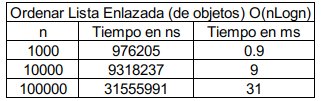 Ordenar Lista Enlazada (de objetos) O(nLogn)
n Tiempo en ns Tiempo en ms
1000 976205 0.9
10000 9318237 9
100000 31555991 31